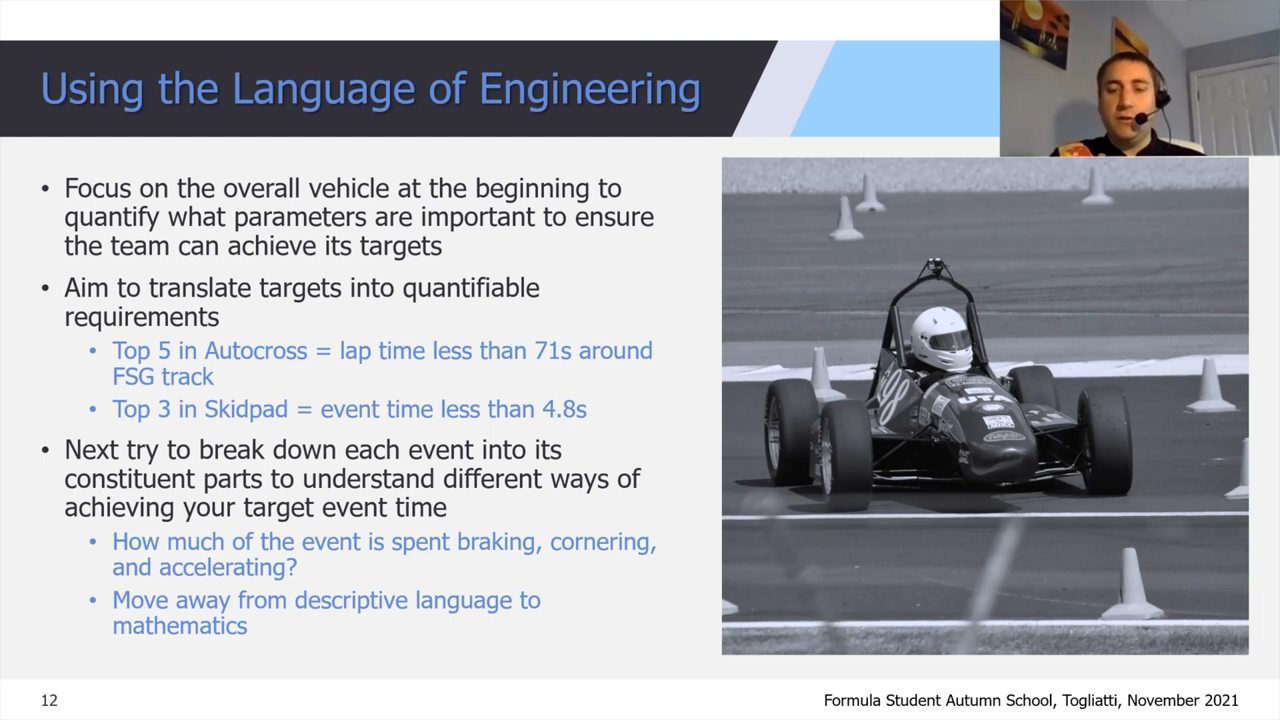 Using the Language of Engineering
• Focus on the overall vehicle at the beginning to
quantify what parameters are important to ensure
the team can achieve its targets
• Aim to translate targets into quantifiable
requirements
• Top 5 in Autocross = lap time less than 71s around
FSG track
• Top 3 in Skidpad = event time less than 4.8s
• Next try to break down each event into its
constituent parts to understand different ways of
achieving your target event time
• How much of the event is spent braking, cornering,
and accelerating?
• Move away from descriptive language to
mathematics
UTA
12
Formula Student Autumn School, Togliatti, November 2021